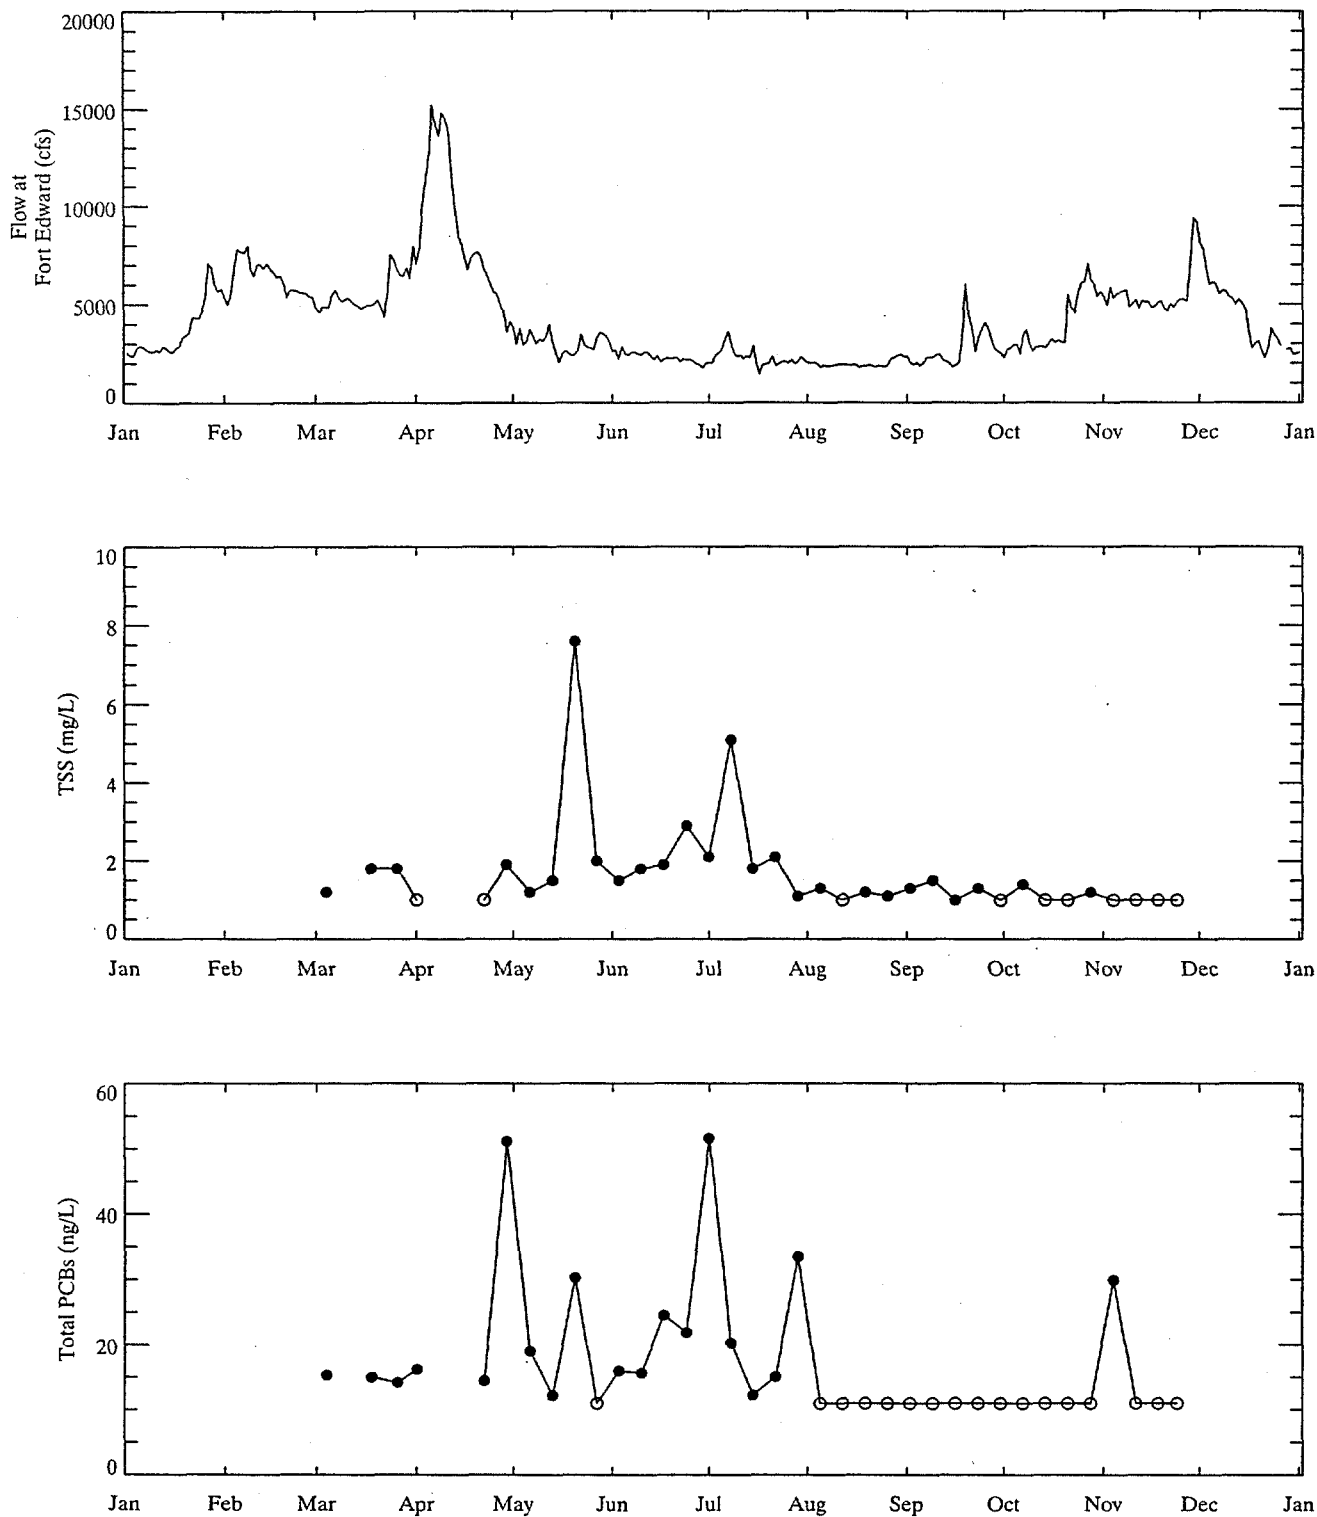 20000
15000
10000
5000
0
Flow at
Fort Edward (cfs)
Jan Feb Mar Apr May Jun Jul Aug Sep Oct Nov Dec Jan
10
8
6
4
2
0
TSS (mg/L)
Jan Feb Mar Apr May Jun Jul Aug Sep Oct Nov Dec Jan
60
40
20
0
Total PCBs (ng/L)
Jan Feb Mar Apr May Jun Jul Aug Sep Oct Nov Dec Jan